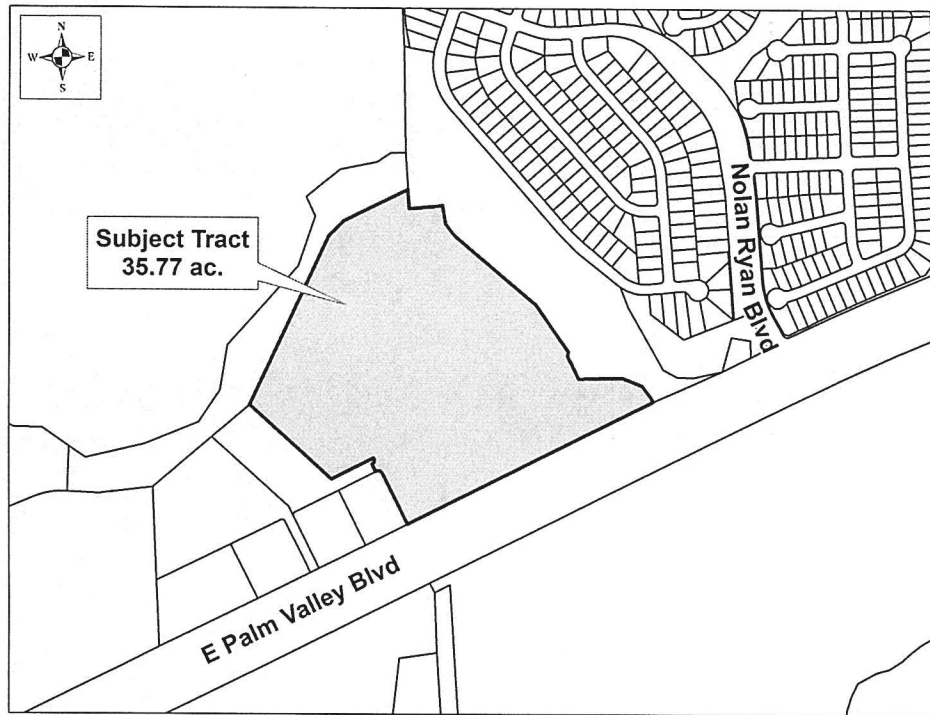 N
W E
S
Subject Tract
35.77 ac.
Nolan Ryan Blvd
E Palm Valley Blvd